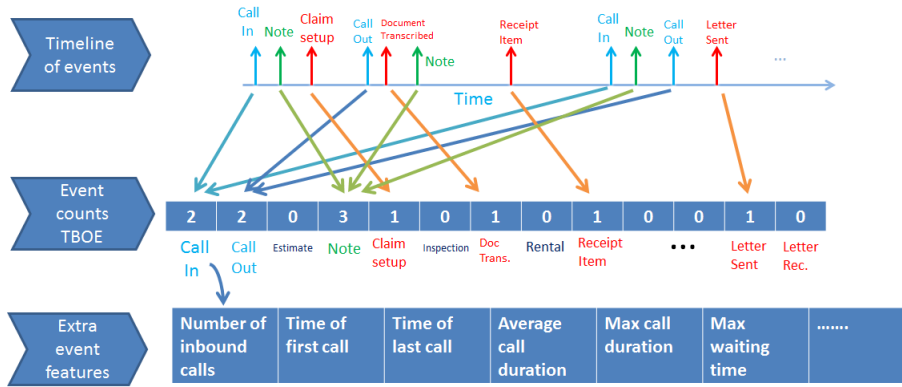 Timeline
of events
Call
In
Note
Claim
setup
Call
Out
Document
Transcribed
Note
Receipt
Item
Call
In
Note
Call
Out
Letter
Sent
...
Time
Event
counts
TBOE
2 2 0 3 1 0 1 0 1 0 0 1 0
Call
In
Call
Out
Estimate
Note
Claim
setup
Inspection
Doc
Trans.
Rental
Receipt
Item
...
Letter
Sent
Letter
Rec.
Extra
event
features
Number of
inbound
calls
Time of
first call
Time of
last call
Average
call
duration
Max call
duration
Max
waiting
time
.......